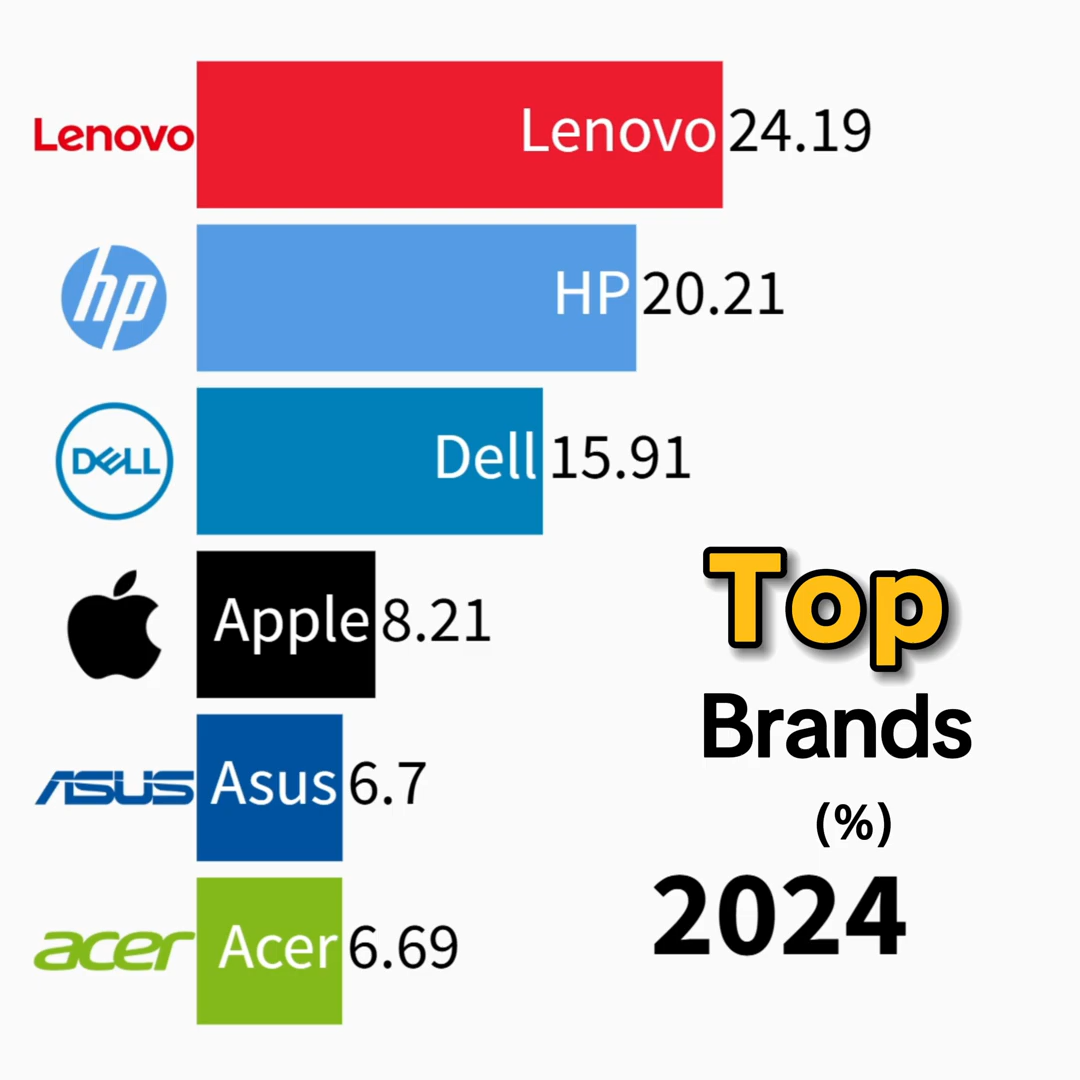 Lenovo Lenovo 24.19
hp HP 20.21
DELL Dell 15.91
Apple 8.21
ASUS Asus 6.7
acer Acer 6.69
Top
Brands
(%)
2024